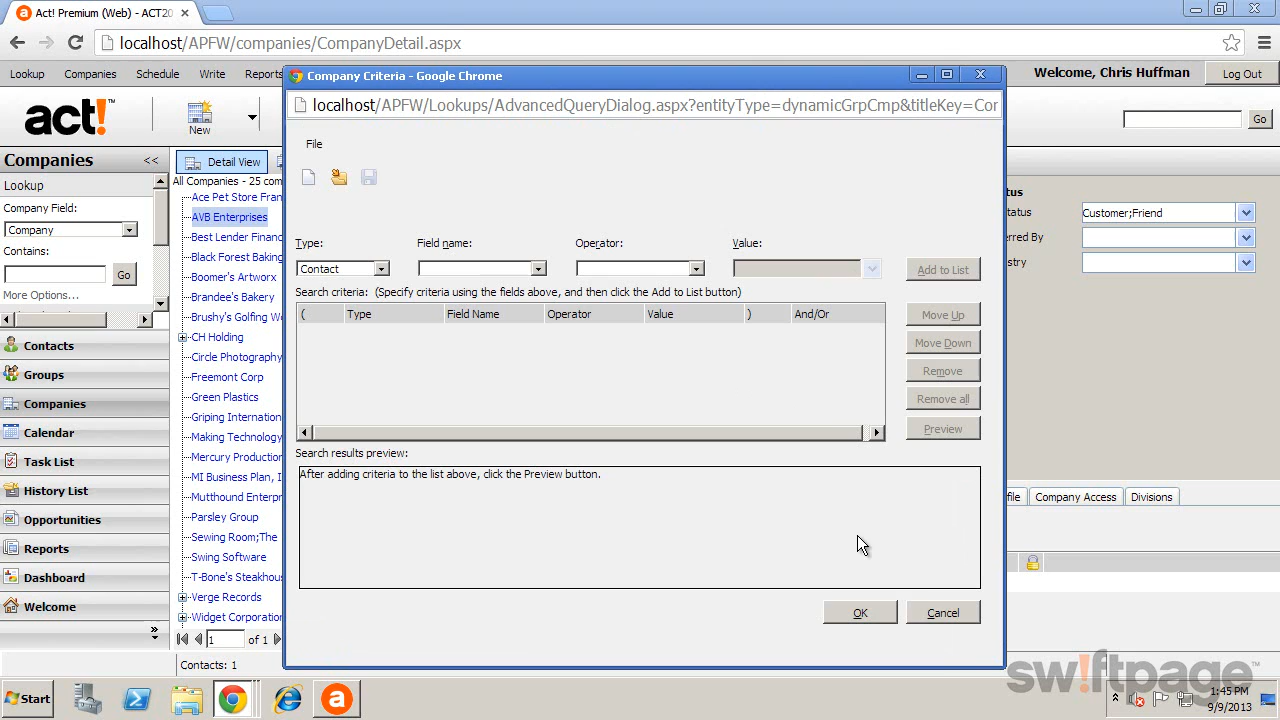 Act! Premium (Web) - ACT20
localhost/APFW/companies/CompanyDetail.aspx
Lookup Companies Schedule Write Reports
Welcome, Chris Huffman Log Out
act!
New
Go
Company Criteria - Google Chrome
localhost/APFW/Lookups/AdvancedQueryDialog.aspx?entityType=dynamicGrpCmp&titleKey=Cor
File
Type: Field name: Operator: Value:
Contact
Add to List
Search criteria: (Specify criteria using the fields above, and then click the Add to List button)
( Type Field Name Operator Value ) And/Or
Move Up
Move Down
Remove
Remove all
Preview
Search results preview:
After adding criteria to the list above, click the Preview button.
OK Cancel
Companies <<
Lookup
Company Field:
Company
Contains:
Go
More Options...
Contacts
Groups
Companies
Calendar
Task List
History List
Opportunities
Reports
Dashboard
Welcome
Detail View
All Companies - 25 com
Ace Pet Store Fran
AVB Enterprises
Best Lender Financ
Black Forest Baking
Boomer's Artworx
Brandee's Bakery
Brushy's Golfing W
CH Holding
Circle Photography
Freemont Corp
Green Plastics
Griping Internation
Making Technology
Mercury Production
MI Business Plan, I
Mutthound Enterpr
Parsley Group
Sewing Room;The
Swing Software
T-Bone's Steakhous
Verge Records
Widget Corporation
1 of 1
Contacts: 1
tus
Status Customer;Friend
erred By
stry
file Company Access Divisions
sw!ftpage™
Start
1:45 PM
9/9/2013